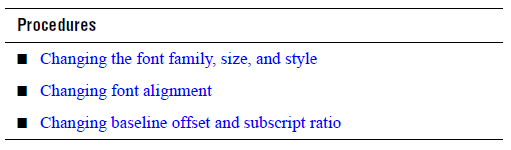 Procedures
■ Changing the font family, size, and style
■ Changing font alignment
■ Changing baseline offset and subscript ratio